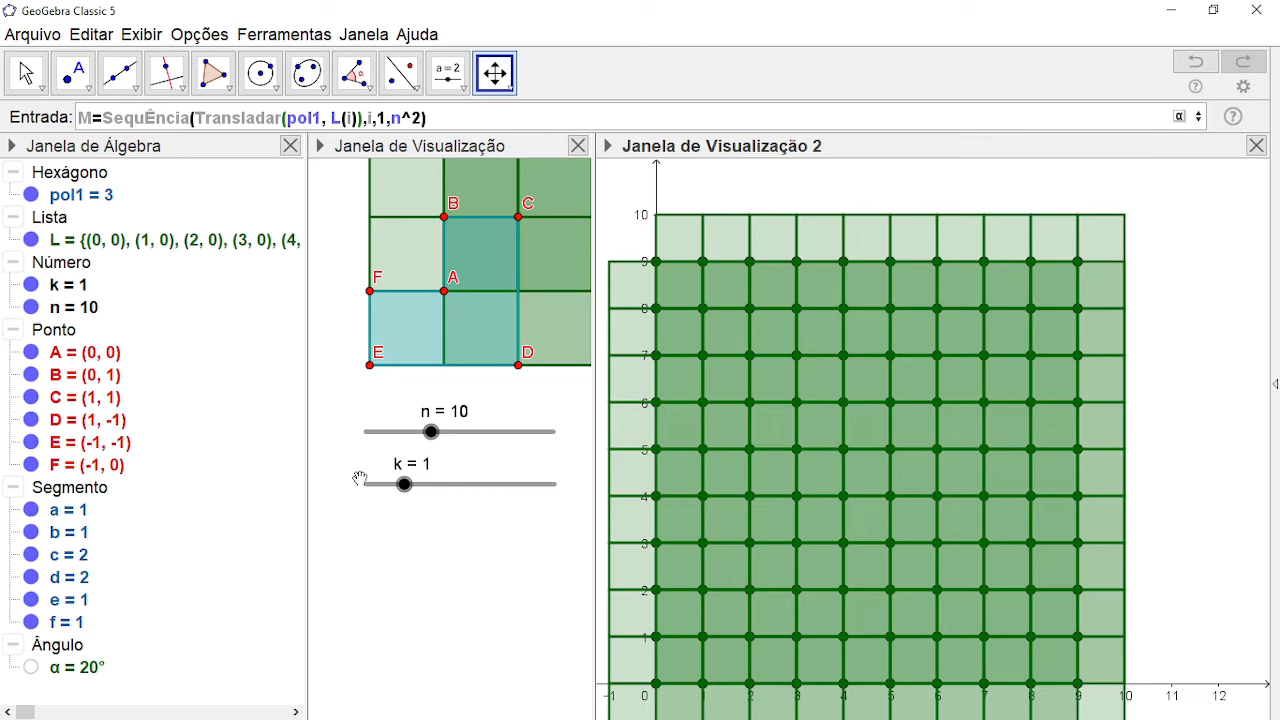 GeoGebra Classic 5
Arquivo Editar Exibir Opções Ferramentas Janela Ajuda
A
α
a = 2
Entrada: M=SequÊncia(Transladar(pol1, L(i)),i,1,n^2)
α
Janela de Álgebra
Janela de Visualização
Janela de Visualização 2
Hexágono
pol1 = 3
Lista
L = {(0, 0), (1, 0), (2, 0), (3, 0), (4,
Número
k = 1
n = 10
Ponto
A = (0, 0)
B = (0, 1)
C = (1, 1)
D = (1, -1)
E = (-1, -1)
F = (-1, 0)
Segmento
a = 1
b = 1
c = 2
d = 2
e = 1
f = 1
Ângulo
α = 20°
B C
F A
E D
n = 10
k = 1
10
9
8
7
6
5
4
3
2
1
-1 0 1 2 3 4 5 6 7 8 9 10 11 12